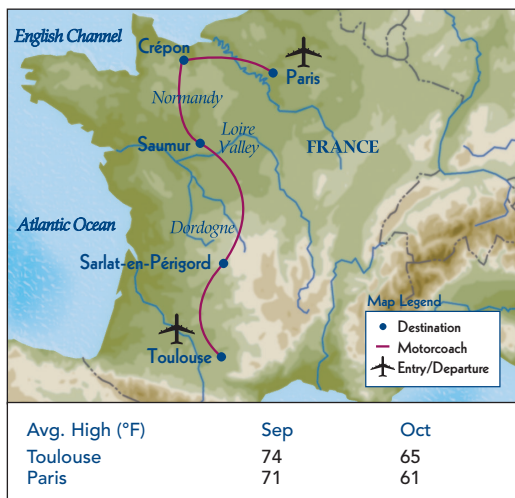 English Channel
Crépon
Paris
Normandy
Loire
Valley
Saumur
FRANCE
Atlantic Ocean
Dordogne
Sarlat-en-Périgord
Toulouse
Map Legend
Destination
Motorcoach
Entry/Departure
Avg. High (°F) Sep Oct
Toulouse 74 65
Paris 71 61